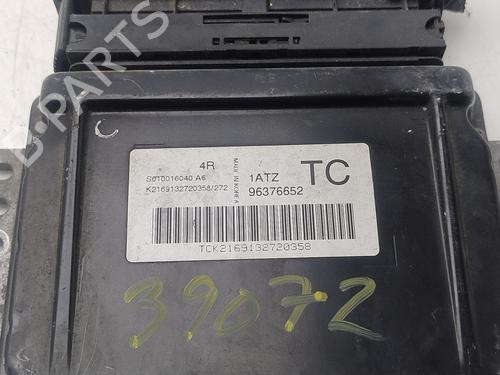 B-PARTS
4R
S010016040 A6
K2169132720358/272
MADE IN KOREA
1ATZ
96376652
TC
TCK2169132720358
39072